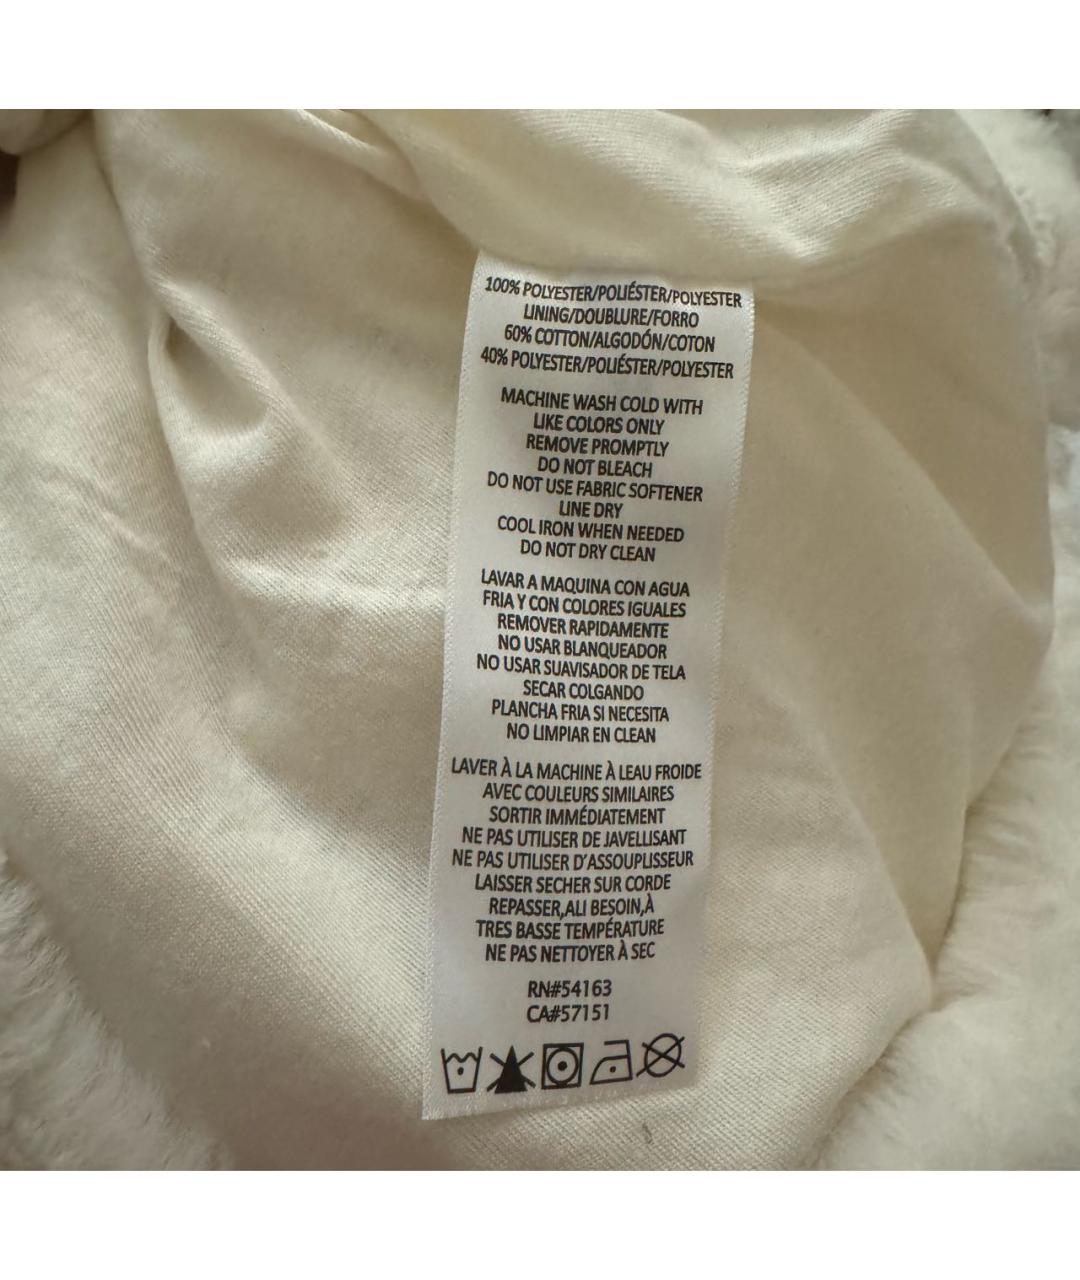 100% POLYESTER/POLIÉSTER/POLYESTER
LINING/DOUBLURE/FORRO
60% COTTON/ALGODÓN/COTON
40% POLYESTER/POLIÉSTER/POLYESTER
MACHINE WASH COLD WITH
LIKE COLORS ONLY
REMOVE PROMPTLY
DO NOT BLEACH
DO NOT USE FABRIC SOFTENER
LINE DRY
COOL IRON WHEN NEEDED
DO NOT DRY CLEAN
LAVAR A MAQUINA CON AGUA
FRIA Y CON COLORES IGUALES
REMOVER RAPIDAMENTE
NO USAR BLANQUEADOR
NO USAR SUAVISADOR DE TELA
SECAR COLGANDO
PLANCHA FRIA SI NECESITA
NO LIMPIAR EN CLEAN
LAVER À LA MACHINE À LEAU FROIDE
AVEC COULEURS SIMILAIRES
SORTIR IMMÉDIATEMENT
NE PAS UTILISER DE JAVELLISANT
NE PAS UTILISER D'ASSOUPLISSEUR
LAISSER SECHER SUR CORDE
REPASSER,ALI BESOIN,À
TRES BASSE TEMPÉRATURE
NE PAS NETTOYER À SEC
RN#54163
CA#57151